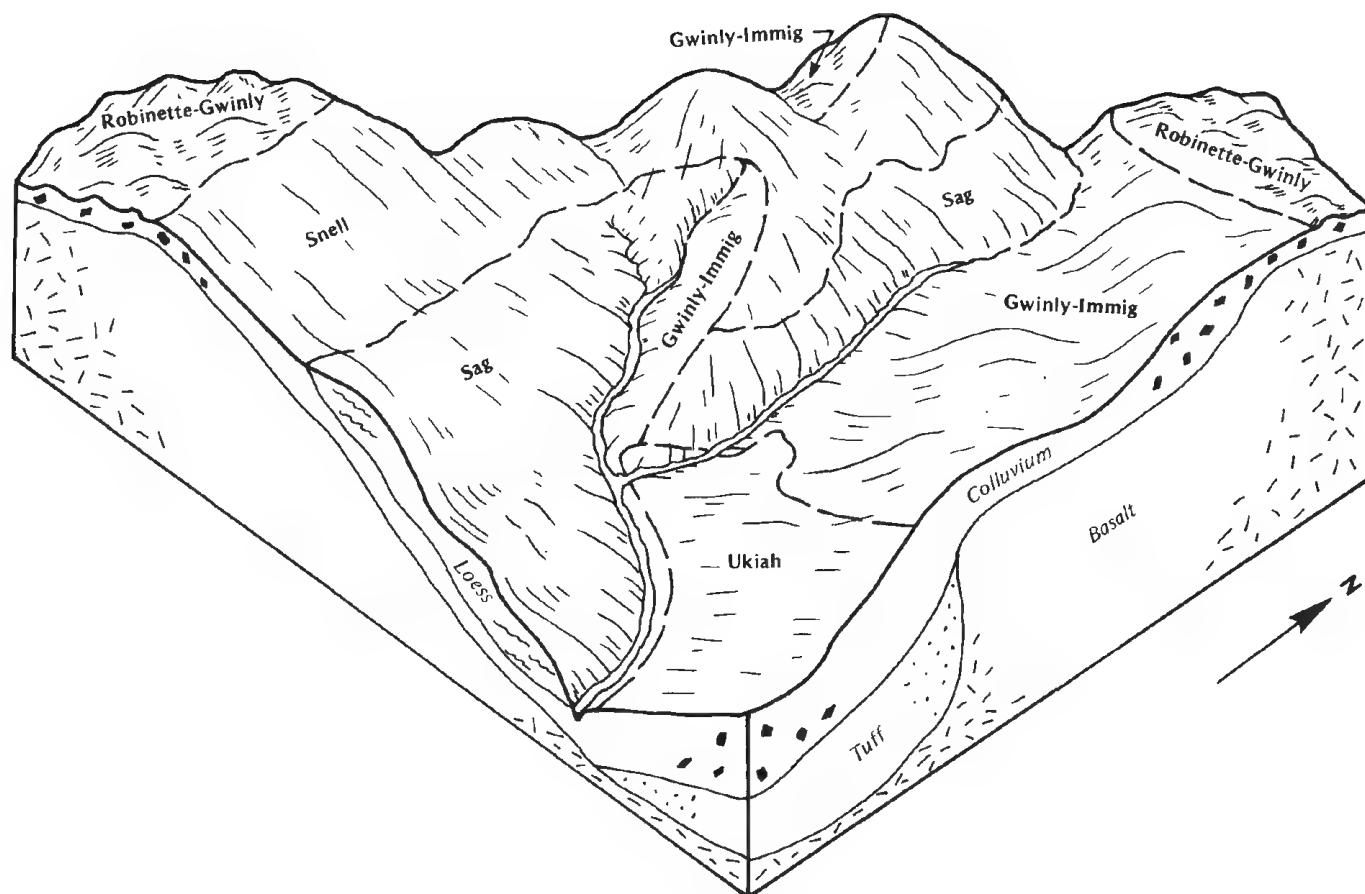 Gwinly-Immig
Robinette-Gwinly
Robinette-Gwinly
Snell
Sag
Gwinly-Immig
Sag
Gwinly-Immig
Colluvium
Basalt
Ukiah
Loess
Tuff
N